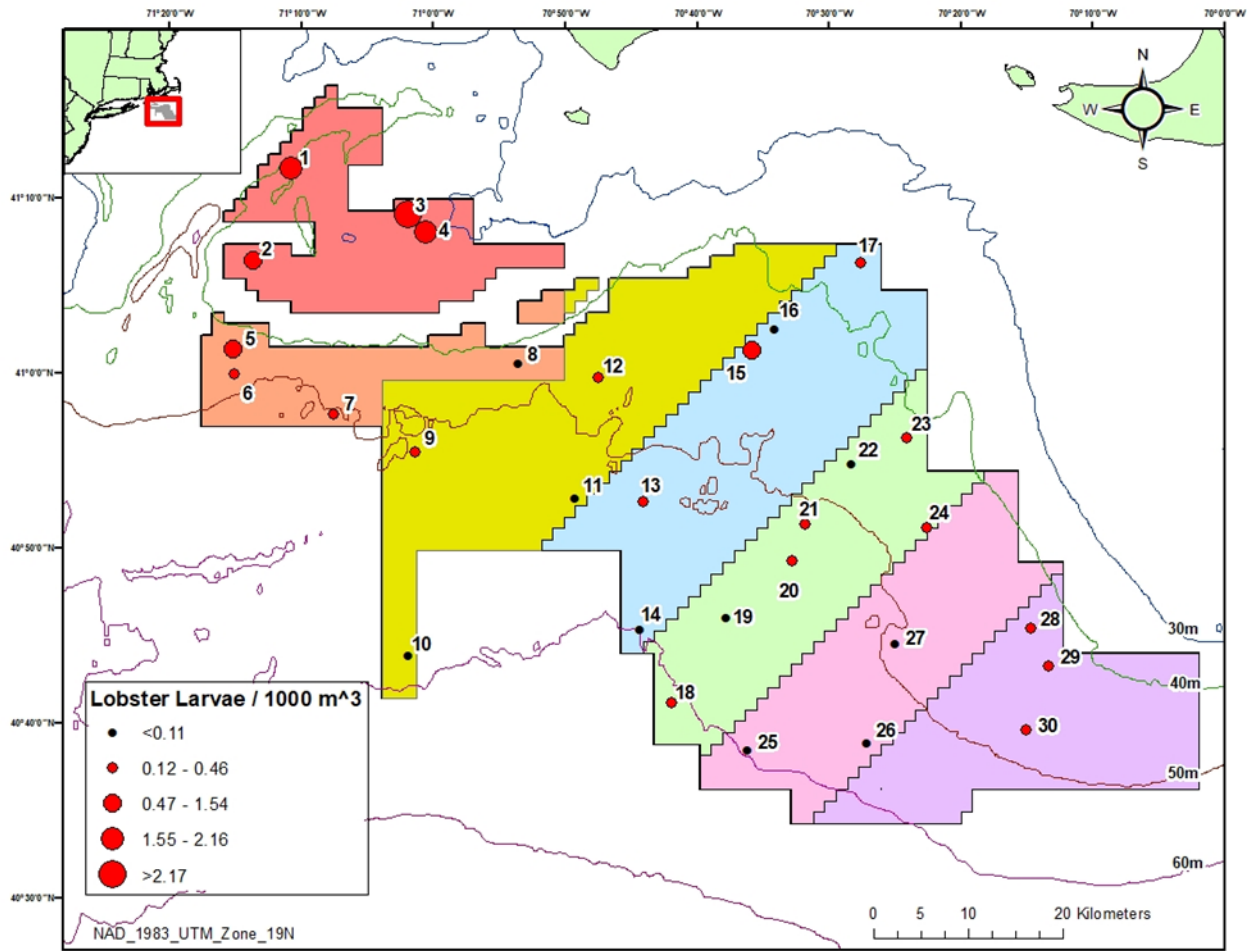 71°20'0"W 71°10'0"W 71°0'0"W 70°50'0"W 70°40'0"W 70°30'0"W 70°20'0"W 70°10'0"W 70°0'0"W
N
W E
S
1
41°10'0"N
3
4
2
17
16
5
15
8
41°0'0"N
12
6
7
23
9
22
11
13
24
21
40°50'0"N
20
14
19
28
30m
27
10
29
40m
Lobster Larvae / 1000 m^3
18
40°40'0"N
<0.11
30
25
26
0.12 - 0.46
50m
0.47 - 1.54
1.55 - 2.16
60m
>2.17
40°30'0"N
0 5 10 20 Kilometers
NAD_1983_UTM_Zone_19N